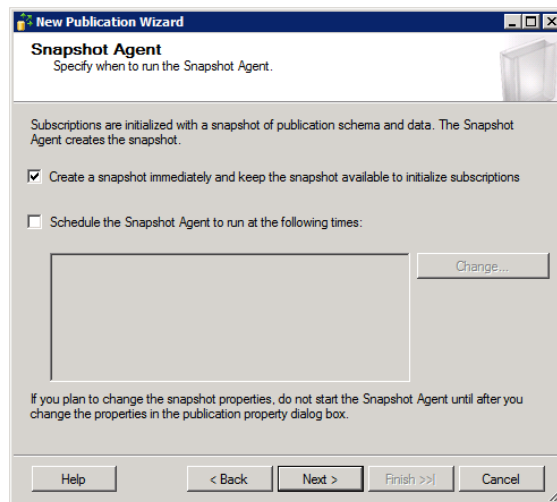 New Publication Wizard
Snapshot Agent
Specify when to run the Snapshot Agent.
Subscriptions are initialized with a snapshot of publication schema and data. The Snapshot
Agent creates the snapshot.
Create a snapshot immediately and keep the snapshot available to initialize subscriptions
Schedule the Snapshot Agent to run at the following times:
Change...
If you plan to change the snapshot properties, do not start the Snapshot Agent until after you
change the properties in the publication property dialog box.
Help < Back Next > Finish >>| Cancel